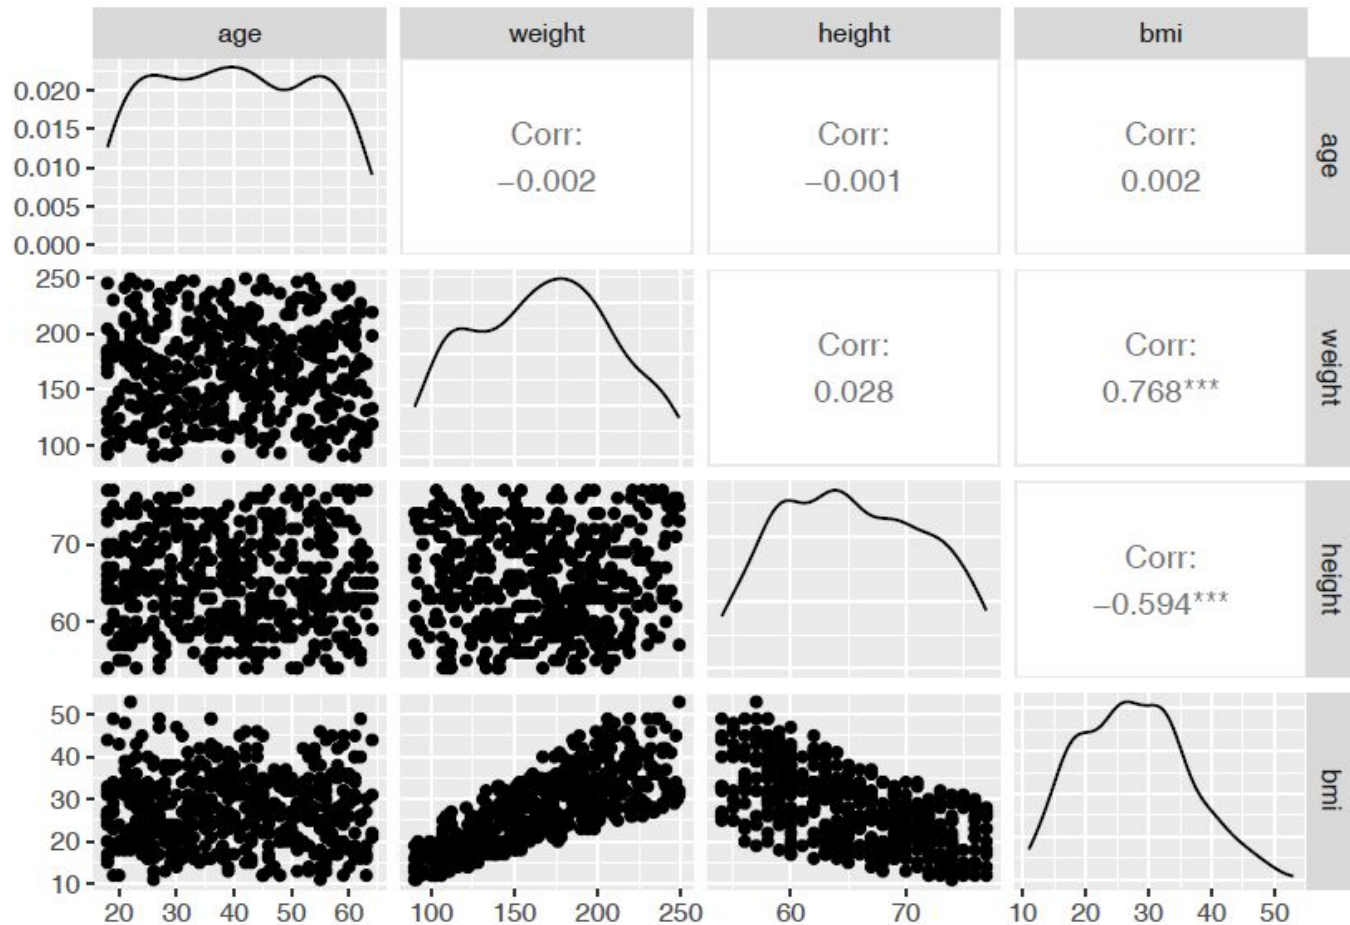 age weight height bmi
0.020
0.015
0.010
0.005
0.000
Corr:
−0.002
Corr:
−0.001
Corr:
0.002
age
250
200
150
100
Corr:
0.028
Corr:
0.768***
weight
70
60
Corr:
−0.594***
height
50
40
30
20
10
bmi
20 30 40 50 60 100 150 200 250 60 70 10 20 30 40 50